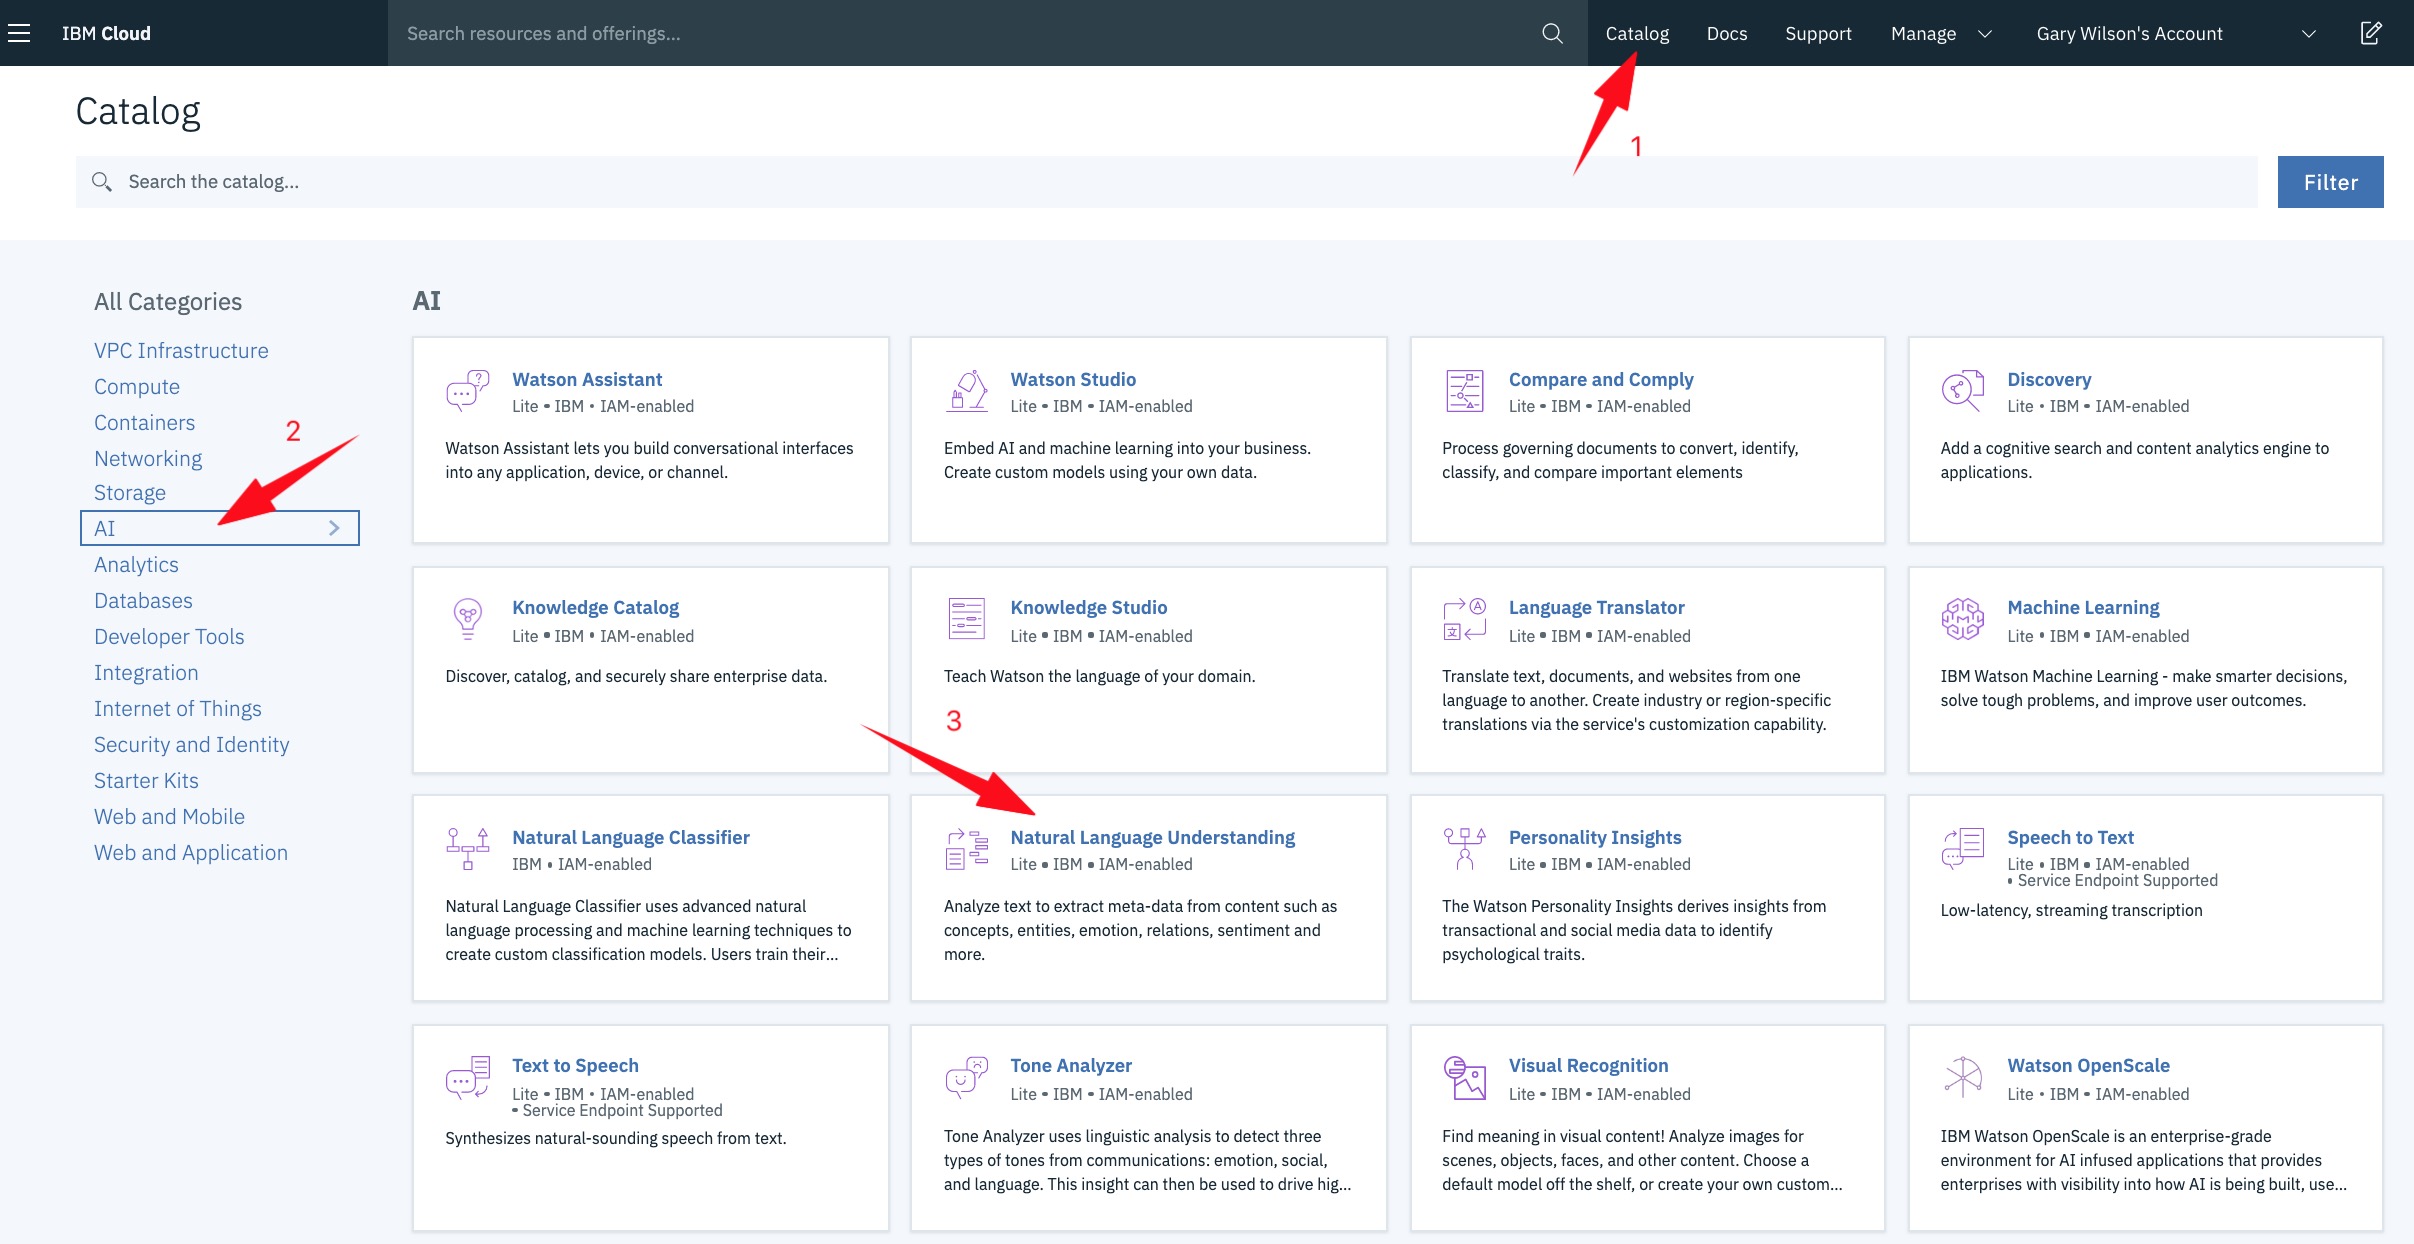 IBM Cloud
Search resources and offerings...
Catalog
Docs
Support
Manage
Gary Wilson's Account
1
Catalog
Search the catalog...
Filter
All Categories
VPC Infrastructure
Compute
Containers
Networking
Storage
AI
Analytics
Databases
Developer Tools
Integration
Internet of Things
Security and Identity
Starter Kits
Web and Mobile
Web and Application
2
AI
Watson Assistant
Lite • IBM • IAM-enabled
Watson Assistant lets you build conversational interfaces
into any application, device, or channel.
Watson Studio
Lite • IBM • IAM-enabled
Embed AI and machine learning into your business.
Create custom models using your own data.
Compare and Comply
Lite • IBM • IAM-enabled
Process governing documents to convert, identify,
classify, and compare important elements
Discovery
Lite • IBM • IAM-enabled
Add a cognitive search and content analytics engine to
applications.
Knowledge Catalog
Lite • IBM • IAM-enabled
Discover, catalog, and securely share enterprise data.
Knowledge Studio
Lite • IBM • IAM-enabled
Teach Watson the language of your domain.
3
Language Translator
Lite • IBM • IAM-enabled
Translate text, documents, and websites from one
language to another. Create industry or region-specific
translations via the service's customization capability.
Machine Learning
Lite • IBM • IAM-enabled
IBM Watson Machine Learning - make smarter decisions,
solve tough problems, and improve user outcomes.
Natural Language Classifier
IBM • IAM-enabled
Natural Language Classifier uses advanced natural
language processing and machine learning techniques to
create custom classification models. Users train their...
Natural Language Understanding
Lite • IBM • IAM-enabled
Analyze text to extract meta-data from content such as
concepts, entities, emotion, relations, sentiment and
more.
Personality Insights
Lite • IBM • IAM-enabled
The Watson Personality Insights derives insights from
transactional and social media data to identify
psychological traits.
Speech to Text
Lite • IBM • IAM-enabled
• Service Endpoint Supported
Low-latency, streaming transcription
Text to Speech
Lite • IBM • IAM-enabled
• Service Endpoint Supported
Synthesizes natural-sounding speech from text.
Tone Analyzer
Lite • IBM • IAM-enabled
Tone Analyzer uses linguistic analysis to detect three
types of tones from communications: emotion, social,
and language. This insight can then be used to drive hig...
Visual Recognition
Lite • IBM • IAM-enabled
Find meaning in visual content! Analyze images for
scenes, objects, faces, and other content. Choose a
default model off the shelf, or create your own custom...
Watson OpenScale
Lite • IBM • IAM-enabled
IBM Watson OpenScale is an enterprise-grade
environment for AI infused applications that provides
enterprises with visibility into how AI is being built, use...